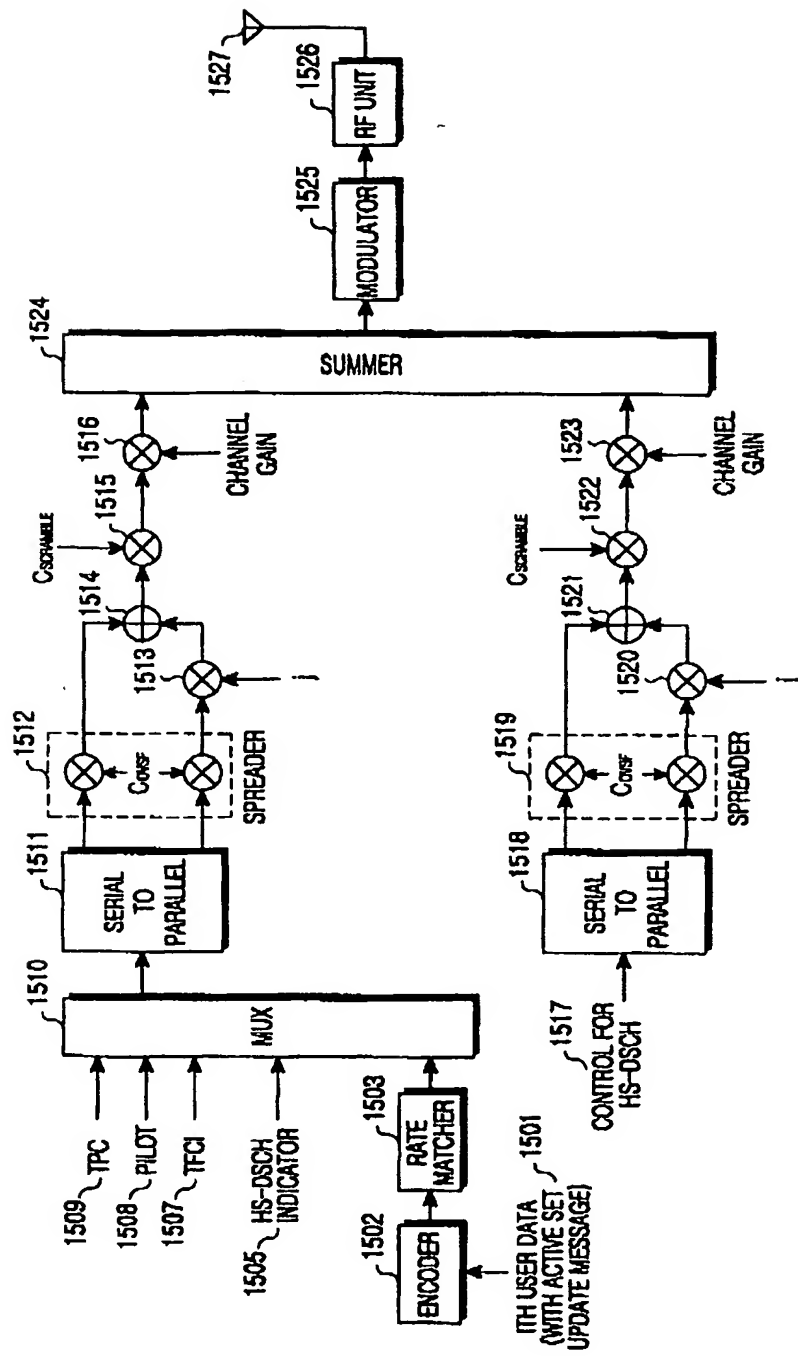 1509 TPC
1508 PILOT
1507 TFCI
1505 HS-DSCH
INDICATOR
1501
ITH USER DATA
(WITH ACTIVE SET
UPDATE MESSAGE)
1502
ENCODER
1503
RATE
MATCHER
1510
MUX
1511
SERIAL
TO
PARALLEL
1512
COVSF
SPREADER
1513
j
1514
CSCRAMBLE
1515
1516
CHANNEL
GAIN
1517
CONTROL FOR
HS-DSCH
1518
SERIAL
TO
PARALLEL
1519
COVSF
SPREADER
1520
j
1521
CSCRAMBLE
1522
1523
CHANNEL
GAIN
1524
SUMMER
1525
MODULATOR
1526
RF UNIT
1527